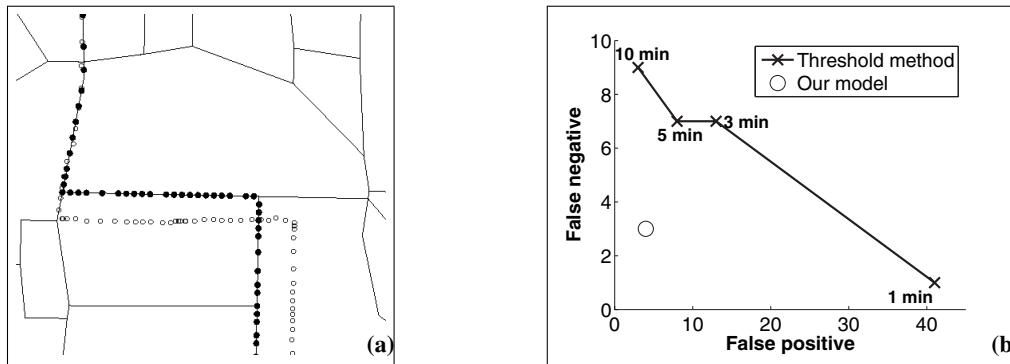 (a)
10
8
6
4
2
0
False negative
10 min
5 min
3 min
1 min
Threshold method
Our model
0
10
20
30
40
False positive
(b